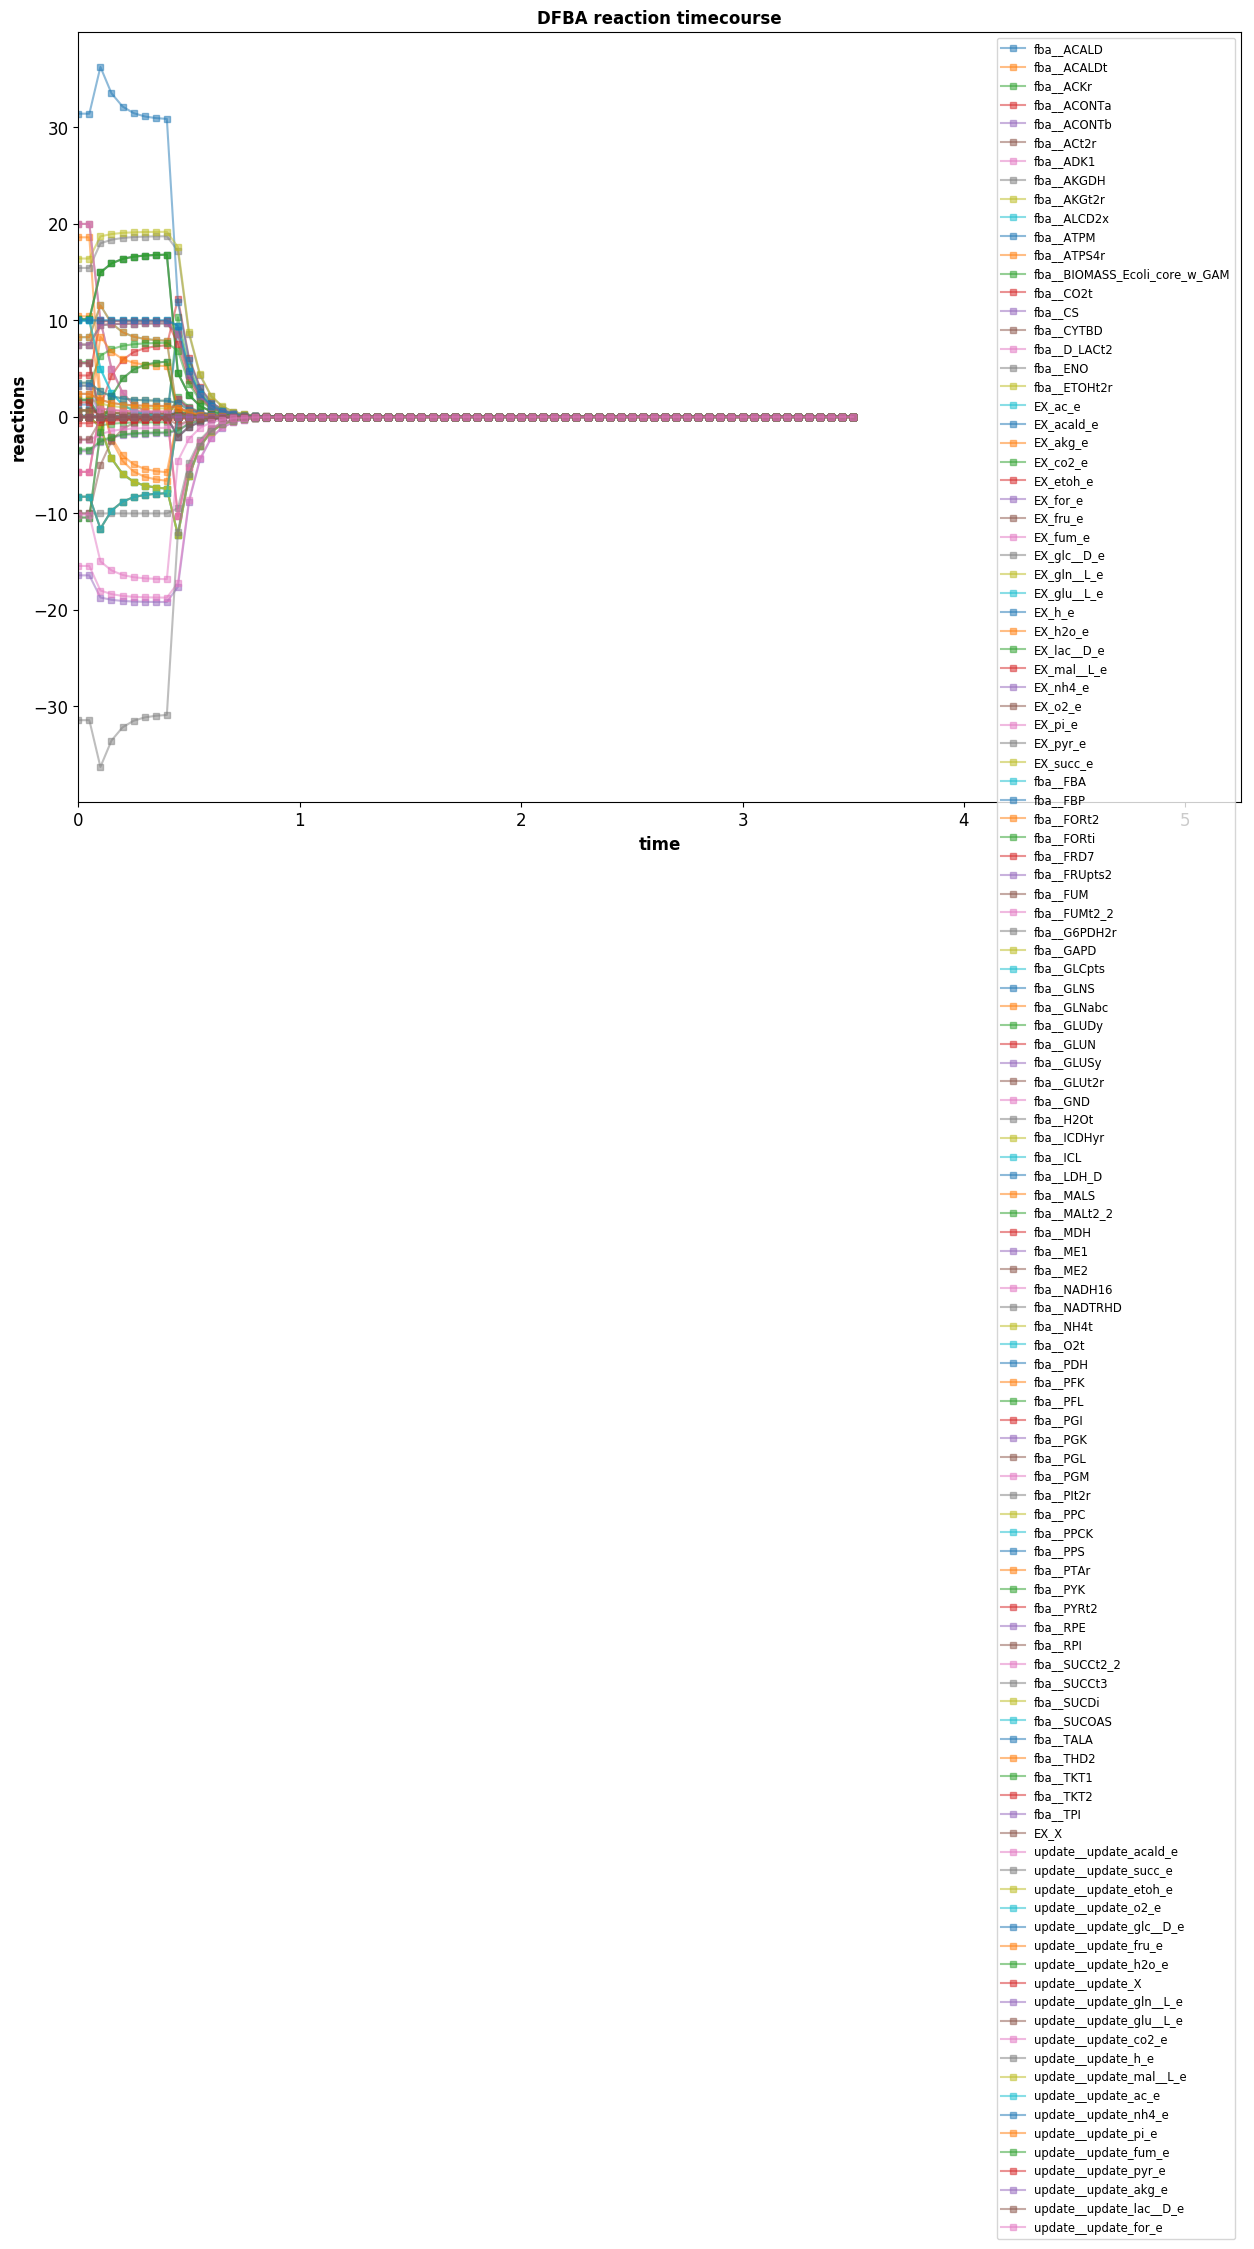 DFBA reaction timecourse
30
20
10
0
−10
−20
−30
reactions
0
1
2
3
4
5
time
fba__ACALD
fba__ACALDt
fba__ACKr
fba__ACONTa
fba__ACONTb
fba__ACt2r
fba__ADK1
fba__AKGDH
fba__AKGt2r
fba__ALCD2x
fba__ATPM
fba__ATPS4r
fba__BIOMASS_Ecoli_core_w_GAM
fba__CO2t
fba__CS
fba__CYTBD
fba__D_LACt2
fba__ENO
fba__ETOHt2r
EX_ac_e
EX_acald_e
EX_akg_e
EX_co2_e
EX_etoh_e
EX_for_e
EX_fru_e
EX_fum_e
EX_glc__D_e
EX_gln__L_e
EX_glu__L_e
EX_h_e
EX_h2o_e
EX_lac__D_e
EX_mal__L_e
EX_nh4_e
EX_o2_e
EX_pi_e
EX_pyr_e
EX_succ_e
fba__FBA
fba__FBP
fba__FORt2
fba__FORti
fba__FRD7
fba__FRUpts2
fba__FUM
fba__FUMt2_2
fba__G6PDH2r
fba__GAPD
fba__GLCpts
fba__GLNS
fba__GLNabc
fba__GLUDy
fba__GLUN
fba__GLUSy
fba__GLUt2r
fba__GND
fba__H2Ot
fba__ICDHyr
fba__ICL
fba__LDH_D
fba__MALS
fba__MALt2_2
fba__MDH
fba__ME1
fba__ME2
fba__NADH16
fba__NADTRHD
fba__NH4t
fba__O2t
fba__PDH
fba__PFK
fba__PFL
fba__PGI
fba__PGK
fba__PGL
fba__PGM
fba__PIt2r
fba__PPC
fba__PPCK
fba__PPS
fba__PTAr
fba__PYK
fba__PYRt2
fba__RPE
fba__RPI
fba__SUCCt2_2
fba__SUCCt3
fba__SUCDi
fba__SUCOAS
fba__TALA
fba__THD2
fba__TKT1
fba__TKT2
fba__TPI
EX_X
update__update_acald_e
update__update_succ_e
update__update_etoh_e
update__update_o2_e
update__update_glc__D_e
update__update_fru_e
update__update_h2o_e
update__update_X
update__update_gln__L_e
update__update_glu__L_e
update__update_co2_e
update__update_h_e
update__update_mal__L_e
update__update_ac_e
update__update_nh4_e
update__update_pi_e
update__update_fum_e
update__update_pyr_e
update__update_akg_e
update__update_lac__D_e
update__update_for_e